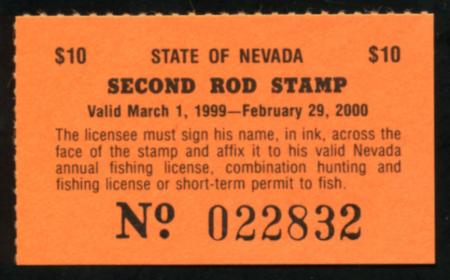 $10 STATE OF NEVADA $10
SECOND ROD STAMP
Valid March 1, 1999—February 29, 2000
The licensee must sign his name, in ink, across the
face of the stamp and affix it to his valid Nevada
annual fishing license, combination hunting and
fishing license or short-term permit to fish.
Nº 022832